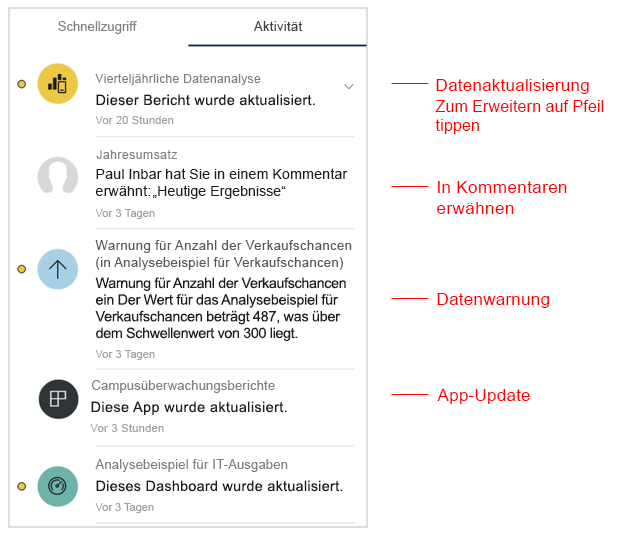 Schnellzugriff
Aktivität
Vierteljährliche Datenanalyse
Dieser Bericht wurde aktualisiert.
Vor 20 Stunden
Datenaktualisierung
Zum Erweitern auf Pfeil
tippen
Jahresumsatz
Paul Inbar hat Sie in einem Kommentar
erwähnt:„Heutige Ergebnisse“
Vor 3 Tagen
In Kommentaren
erwähnen
Warnung für Anzahl der Verkaufschancen
(in Analysebeispiel für Verkaufschancen)
Warnung für Anzahl der Verkaufschancen
ein Der Wert für das Analysebeispiel für
Verkaufschancen beträgt 487, was über
dem Schwellenwert von 300 liegt.
Vor 3 Tagen
Datenwarnung
Campusüberwachungsberichte
Diese App wurde aktualisiert.
Vor 3 Stunden
App-Update
Analysebeispiel für IT-Ausgaben
Dieses Dashboard wurde aktualisiert.
Vor 3 Tagen